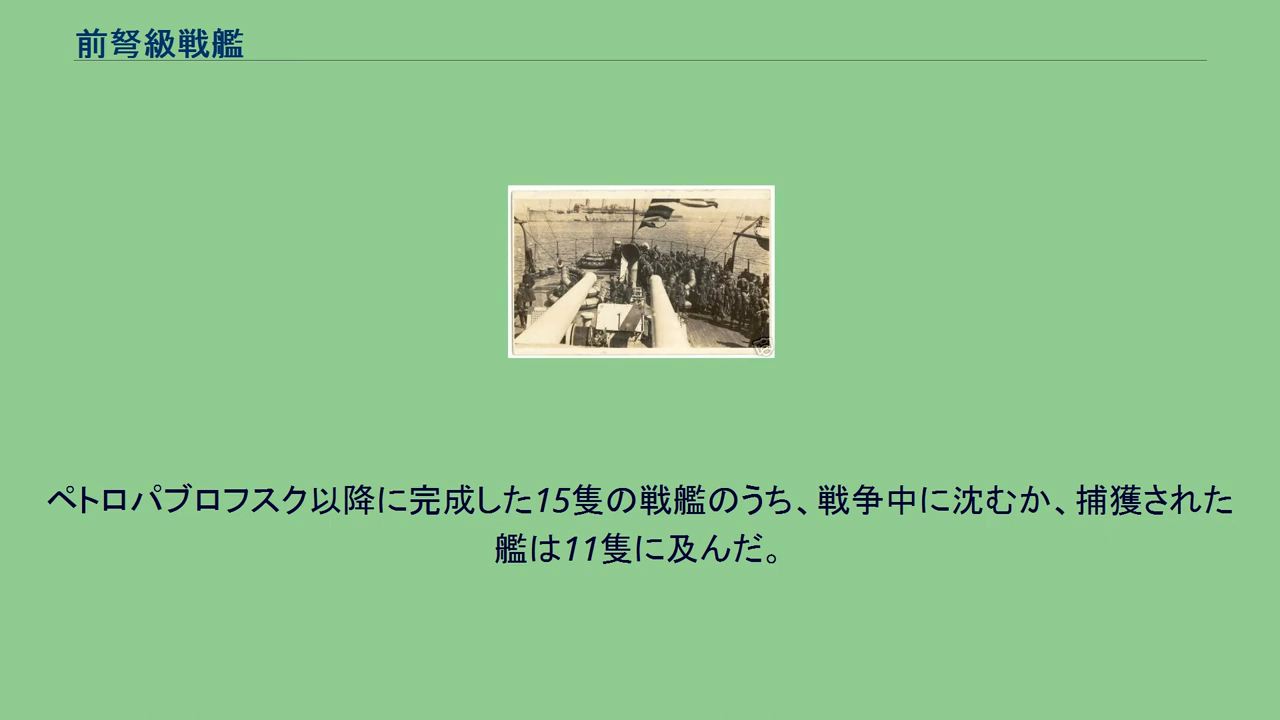 前弩級戦艦
ペトロパブロフスク以降に完成した15隻の戦艦のうち、戦争中に沈むか、捕獲された
艦は11隻に及んだ。